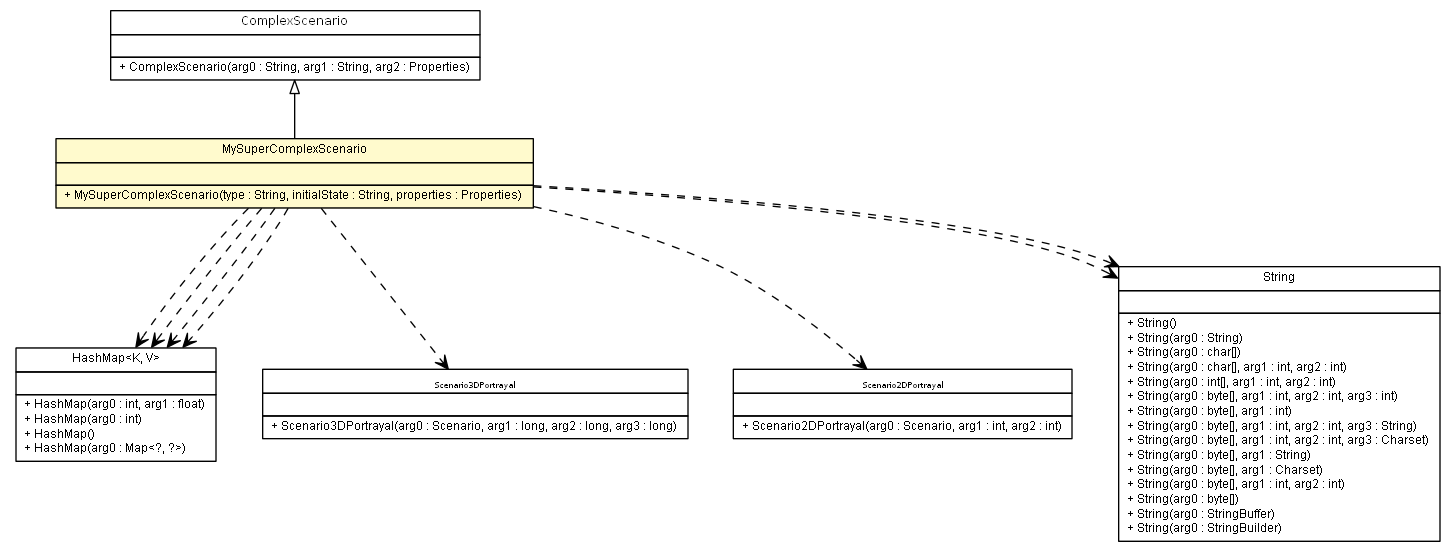 ComplexScenario
+ ComplexScenario(arg0 : String, arg1 : String, arg2 : Properties)
MySuperComplexScenario
+ MySuperComplexScenario(type : String, initialState : String, properties : Properties)
HashMap<K, V>
+ HashMap(arg0 : int, arg1 : float)
+ HashMap(arg0 : int)
+ HashMap()
+ HashMap(arg0 : Map<?, ?>)
Scenario3DPortrayal
+ Scenario3DPortrayal(arg0 : Scenario, arg1 : long, arg2 : long, arg3 : long)
Scenario2DPortrayal
+ Scenario2DPortrayal(arg0 : Scenario, arg1 : int, arg2 : int)
String
+ String()
+ String(arg0 : String)
+ String(arg0 : char[])
+ String(arg0 : char[], arg1 : int, arg2 : int)
+ String(arg0 : int[], arg1 : int, arg2 : int)
+ String(arg0 : byte[], arg1 : int, arg2 : int, arg3 : int)
+ String(arg0 : byte[], arg1 : int)
+ String(arg0 : byte[], arg1 : int, arg2 : int, arg3 : String)
+ String(arg0 : byte[], arg1 : int, arg2 : int, arg3 : Charset)
+ String(arg0 : byte[], arg1 : String)
+ String(arg0 : byte[], arg1 : Charset)
+ String(arg0 : byte[], arg1 : int, arg2 : int)
+ String(arg0 : byte[])
+ String(arg0 : StringBuffer)
+ String(arg0 : StringBuilder)